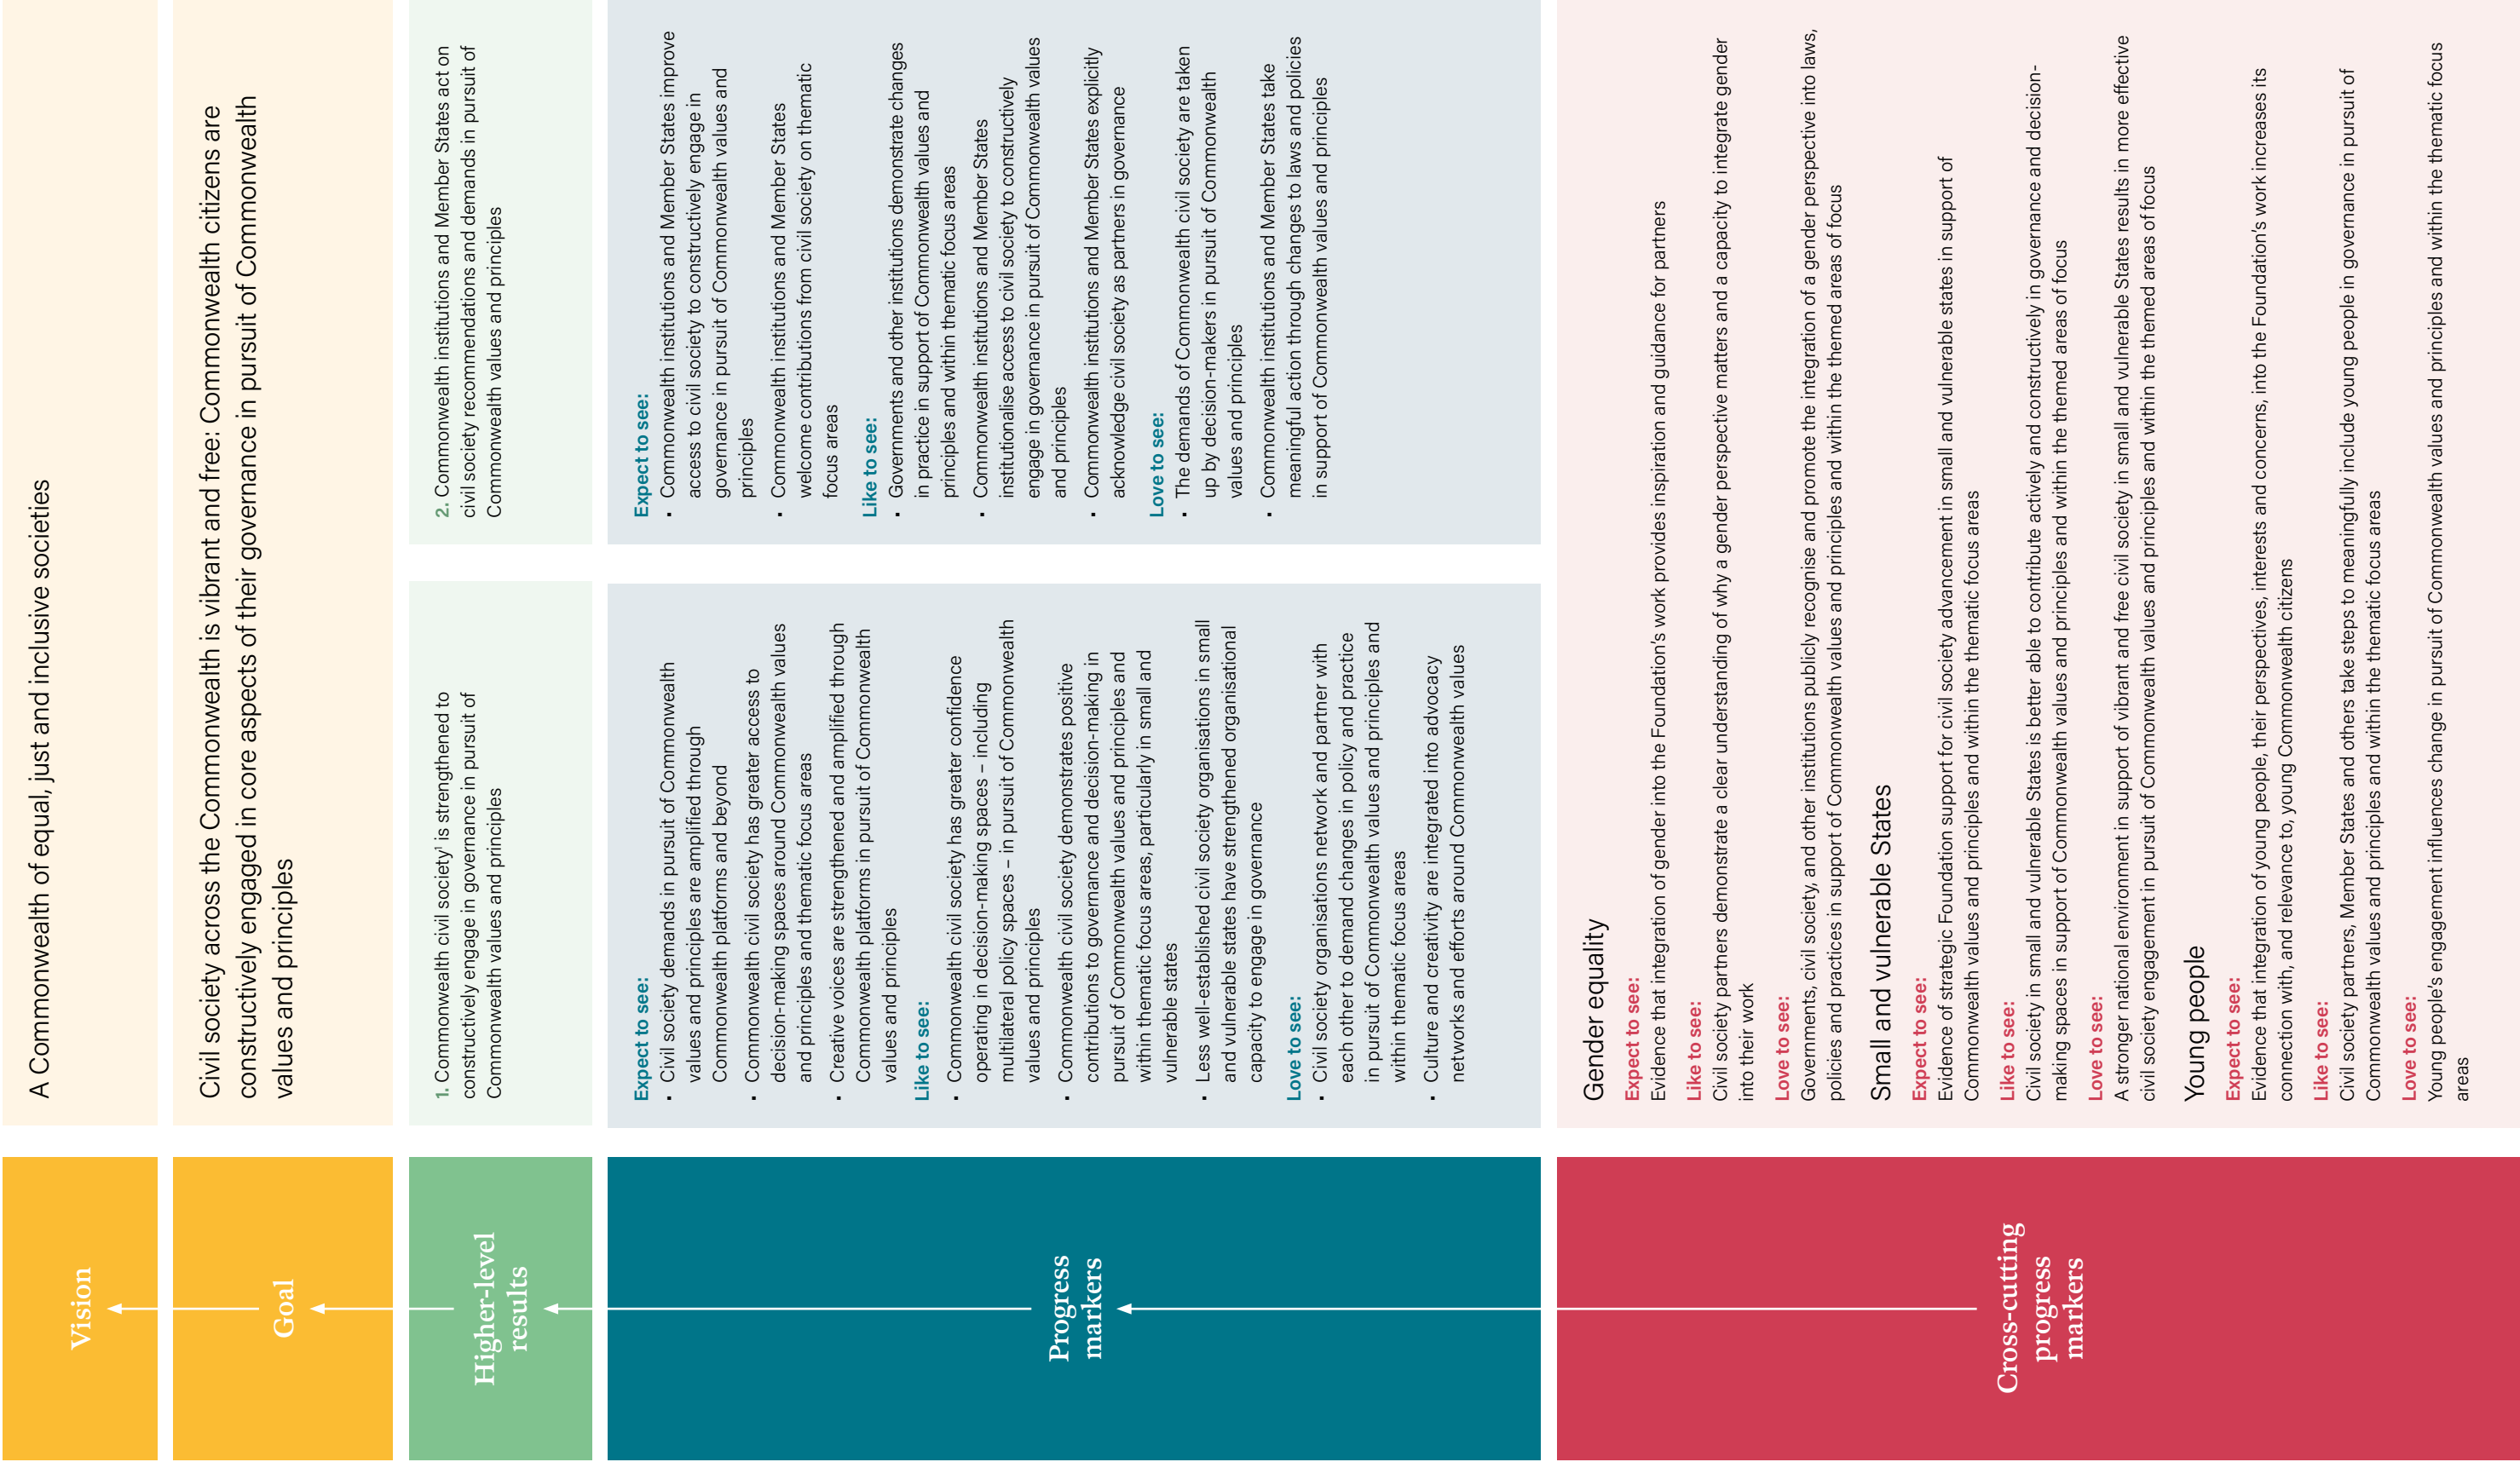 Vision
A Commonwealth of equal, just and inclusive societies
Goal
Civil society across the Commonwealth is vibrant and free: Commonwealth citizens are
constructively engaged in core aspects of their governance in pursuit of Commonwealth
values and principles
Higher-level
results
1. Commonwealth civil society¹ is strengthened to
constructively engage in governance in pursuit of
Commonwealth values and principles
2. Commonwealth institutions and Member States act on
civil society recommendations and demands in pursuit of
Commonwealth values and principles
Progress
markers
Expect to see:
• Civil society demands in pursuit of Commonwealth
values and principles are amplified through
Commonwealth platforms and beyond
• Commonwealth civil society has greater access to
decision-making spaces around Commonwealth values
and principles and thematic focus areas
• Creative voices are strengthened and amplified through
Commonwealth platforms in pursuit of Commonwealth
values and principles
Like to see:
• Commonwealth civil society has greater confidence
operating in decision-making spaces – including
multilateral policy spaces – in pursuit of Commonwealth
values and principles
• Commonwealth civil society demonstrates positive
contributions to governance and decision-making in
pursuit of Commonwealth values and principles and
within thematic focus areas, particularly in small and
vulnerable states
• Less well-established civil society organisations in small
and vulnerable states have strengthened organisational
capacity to engage in governance
Love to see:
• Civil society organisations network and partner with
each other to demand changes in policy and practice
in pursuit of Commonwealth values and principles and
within thematic focus areas
• Culture and creativity are integrated into advocacy
networks and efforts around Commonwealth values
Expect to see:
• Commonwealth institutions and Member States improve
access to civil society to constructively engage in
governance in pursuit of Commonwealth values and
principles
• Commonwealth institutions and Member States
welcome contributions from civil society on thematic
focus areas
Like to see:
• Governments and other institutions demonstrate changes
in practice in support of Commonwealth values and
principles and within thematic focus areas
• Commonwealth institutions and Member States
institutionalise access to civil society to constructively
engage in governance in pursuit of Commonwealth values
and principles
• Commonwealth institutions and Member States explicitly
acknowledge civil society as partners in governance
Love to see:
• The demands of Commonwealth civil society are taken
up by decision-makers in pursuit of Commonwealth
values and principles
• Commonwealth institutions and Member States take
meaningful action through changes to laws and policies
in support of Commonwealth values and principles
Cross-cutting
progress
markers
Gender equality
Expect to see:
Evidence that integration of gender into the Foundation's work provides inspiration and guidance for partners
Like to see:
Civil society partners demonstrate a clear understanding of why a gender perspective matters and a capacity to integrate gender
into their work
Love to see:
Governments, civil society, and other institutions publicly recognise and promote the integration of a gender perspective into laws,
policies and practices in support of Commonwealth values and principles and within the themed areas of focus
Small and vulnerable States
Expect to see:
Evidence of strategic Foundation support for civil society advancement in small and vulnerable states in support of
Commonwealth values and principles and within the thematic focus areas
Like to see:
Civil society in small and vulnerable States is better able to contribute actively and constructively in governance and decision-
making spaces in support of Commonwealth values and principles and within the themed areas of focus
Love to see:
A stronger national environment in support of vibrant and free civil society in small and vulnerable States results in more effective
civil society engagement in pursuit of Commonwealth values and principles and within the themed areas of focus
Young people
Expect to see:
Evidence that integration of young people, their perspectives, interests and concerns, into the Foundation's work increases its
connection with, and relevance to, young Commonwealth citizens
Like to see:
Civil society partners, Member States and others take steps to meaningfully include young people in governance in pursuit of
Commonwealth values and principles and within the thematic focus areas
Love to see:
Young people's engagement influences change in pursuit of Commonwealth values and principles and within the thematic focus
areas